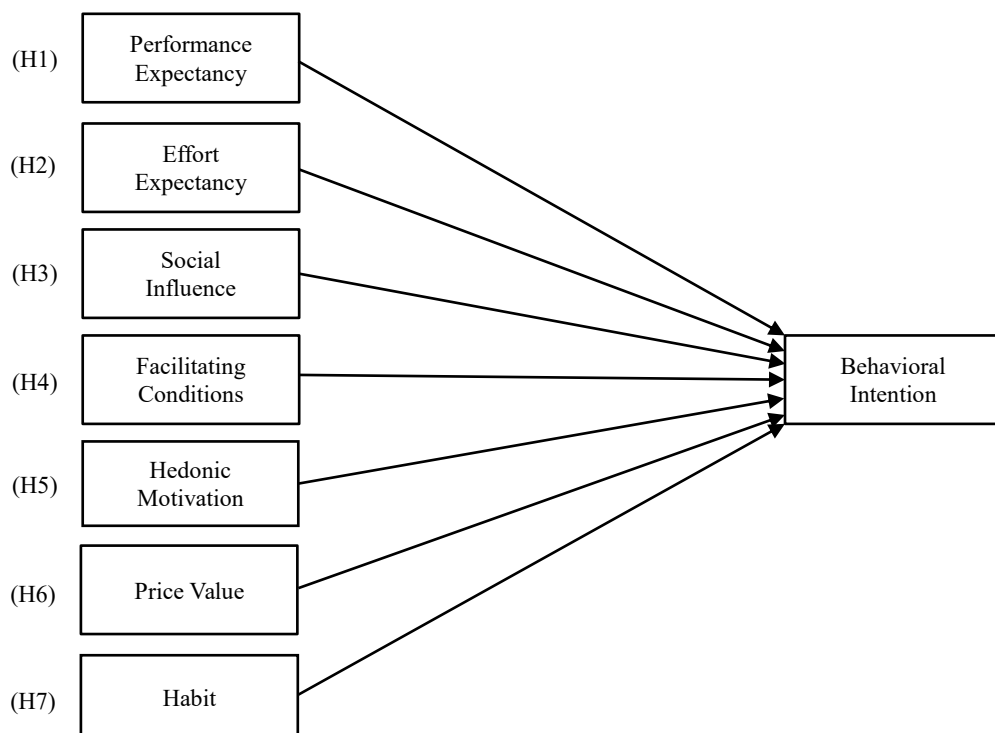 (H1)
Performance
Expectancy
(H2)
Effort
Expectancy
(H3)
Social
Influence
(H4)
Facilitating
Conditions
(H5)
Hedonic
Motivation
(H6)
Price Value
(H7)
Habit
Behavioral
Intention